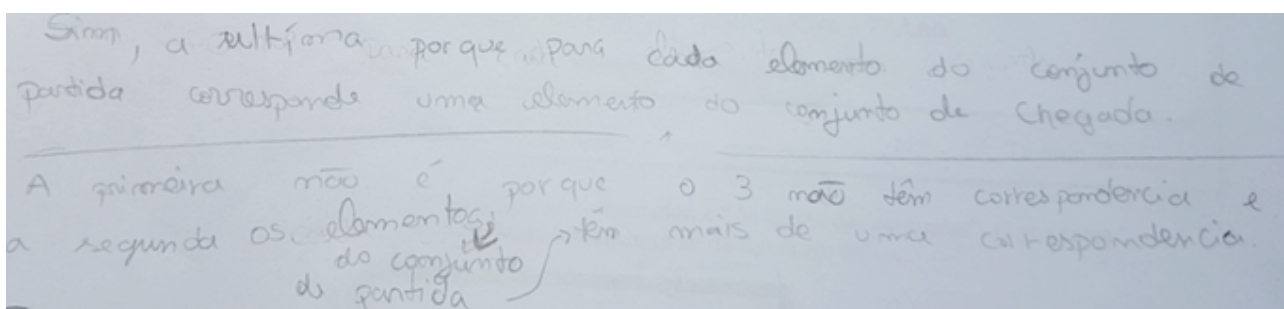 Sim, a ultima porque para cada elemento do conjunto de
partida corresponde uma elemento do conjunto de chegada.
A primeira não é porque o 3 não têm correspondencia e
a segunda os elementos têm mais de uma correspondencia.
do conjunto
de partida